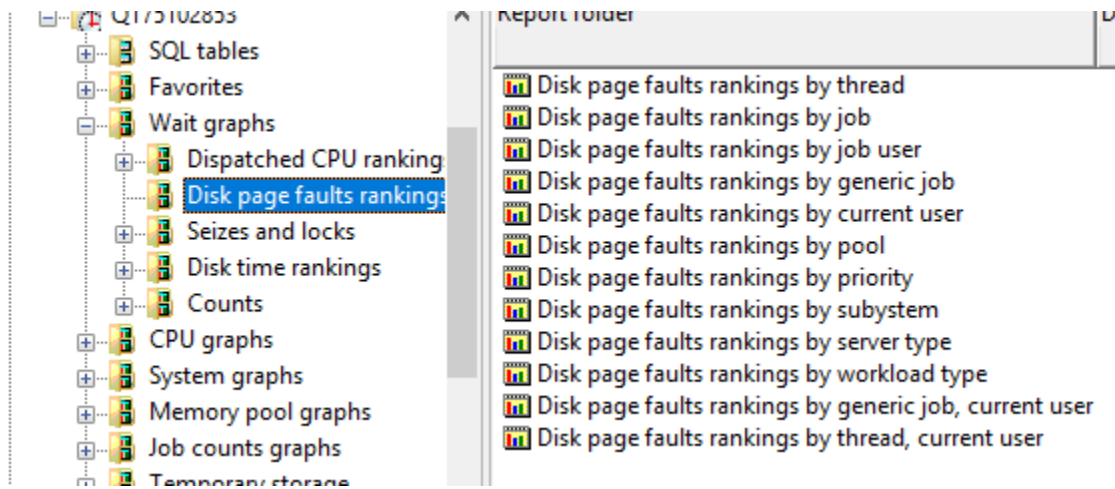 Q175102853
SQL tables
Favorites
Wait graphs
Dispatched CPU ranking
Disk page faults rankings
Seizes and locks
Disk time rankings
Counts
CPU graphs
System graphs
Memory pool graphs
Job counts graphs
Temporary storage
Report folder
D
Disk page faults rankings by thread
Disk page faults rankings by job
Disk page faults rankings by job user
Disk page faults rankings by generic job
Disk page faults rankings by current user
Disk page faults rankings by pool
Disk page faults rankings by priority
Disk page faults rankings by subystem
Disk page faults rankings by server type
Disk page faults rankings by workload type
Disk page faults rankings by generic job, current user
Disk page faults rankings by thread, current user